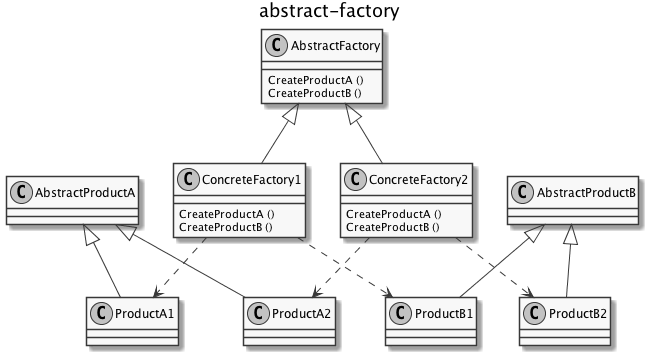 abstract-factory
C AbstractFactory
CreateProductA ()
CreateProductB ()
C AbstractProductA
C ConcreteFactory1
CreateProductA ()
CreateProductB ()
C ConcreteFactory2
CreateProductA ()
CreateProductB ()
C AbstractProductB
C ProductA1
C ProductA2
C ProductB1
C ProductB2